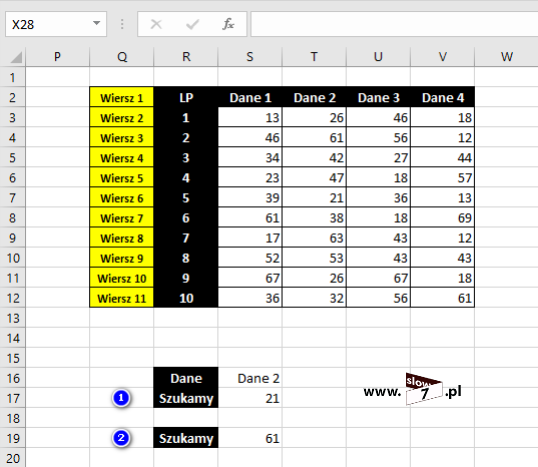 X28 fx
P Q R S T U V W
1
2 Wiersz 1 LP Dane 1 Dane 2 Dane 3 Dane 4
3 Wiersz 2 1 13 26 46 18
4 Wiersz 3 2 46 61 56 12
5 Wiersz 4 3 34 42 27 44
6 Wiersz 5 4 23 47 18 57
7 Wiersz 6 5 39 21 36 13
8 Wiersz 7 6 61 38 18 69
9 Wiersz 8 7 17 63 43 12
10 Wiersz 9 8 52 53 43 43
11 Wiersz 10 9 67 26 67 18
12 Wiersz 11 10 36 32 56 61
13
14
15
16 Dane Dane 2
17 1 Szukamy 21 www.slow7.pl
18
19 2 Szukamy 61
20